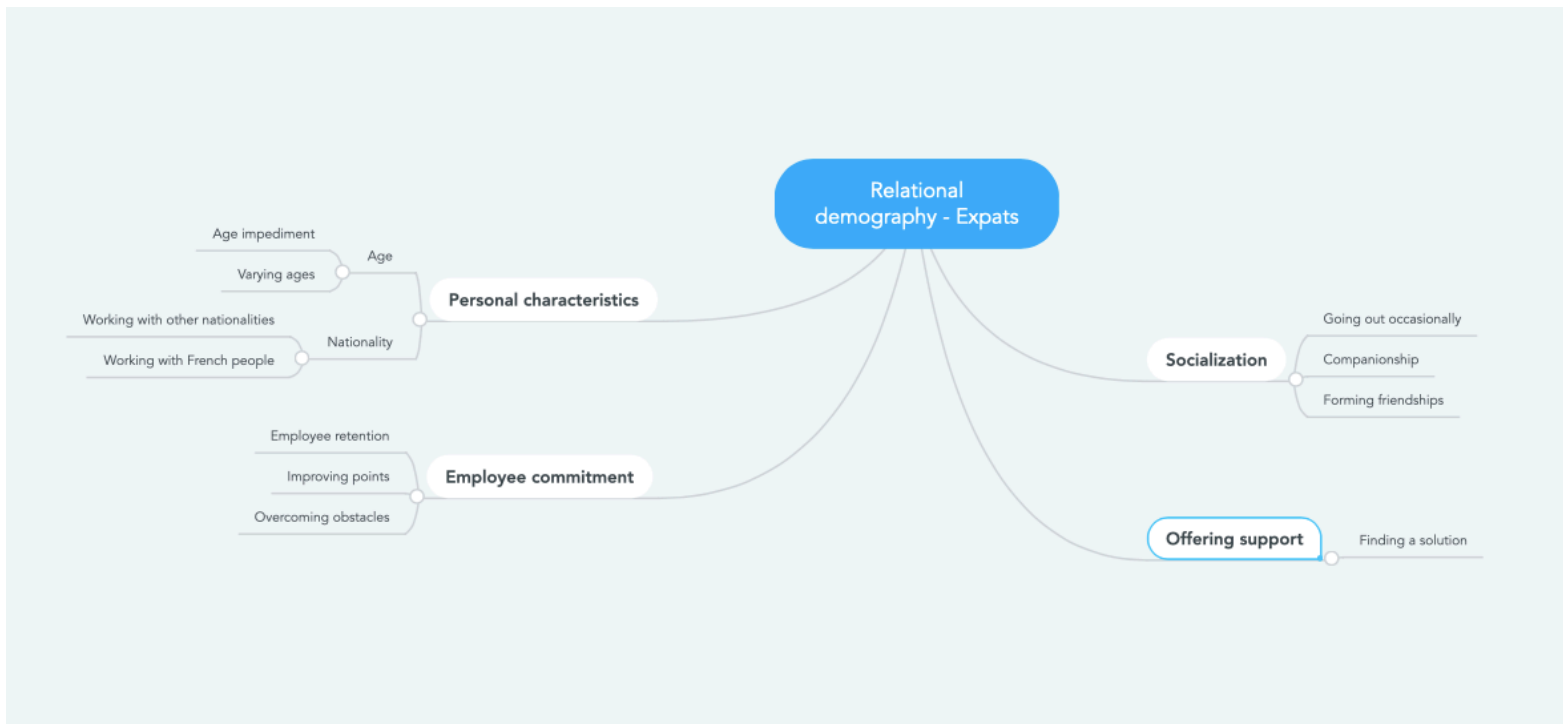 Relational
demography - Expats
Personal characteristics
Age
Age impediment
Varying ages
Nationality
Working with other nationalities
Working with French people
Employee commitment
Employee retention
Improving points
Overcoming obstacles
Socialization
Going out occasionally
Companionship
Forming friendships
Offering support
Finding a solution